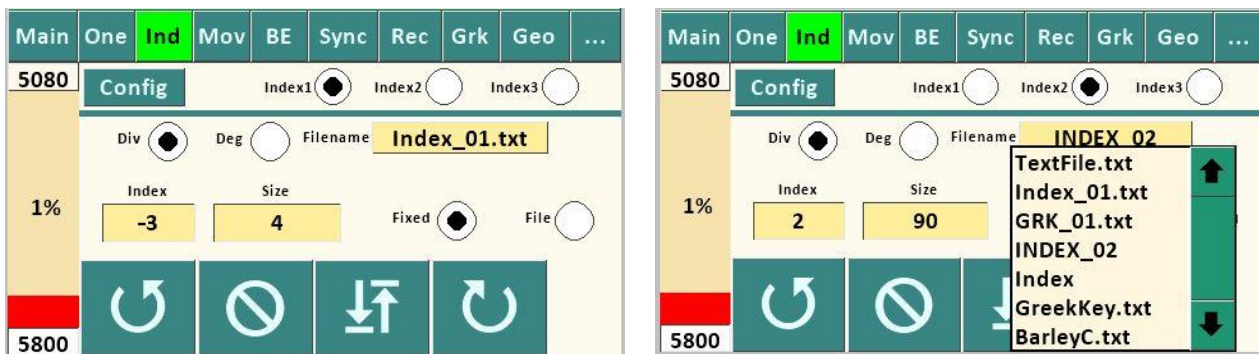 Main One Ind Mov BE Sync Rec Grk Geo ...
5080 Config Index1 Index2 Index3
Div Deg Filename Index_01.txt
Index Size
1% -3 4 Fixed File
5800
Main One Ind Mov BE Sync Rec Grk Geo ...
5080 Config Index1 Index2 Index3
Div Deg Filename INDEX_02
Index Size
1% 2 90
5800
TextFile.txt
Index_01.txt
GRK_01.txt
INDEX_02
Index
GreekKey.txt
BarleyC.txt